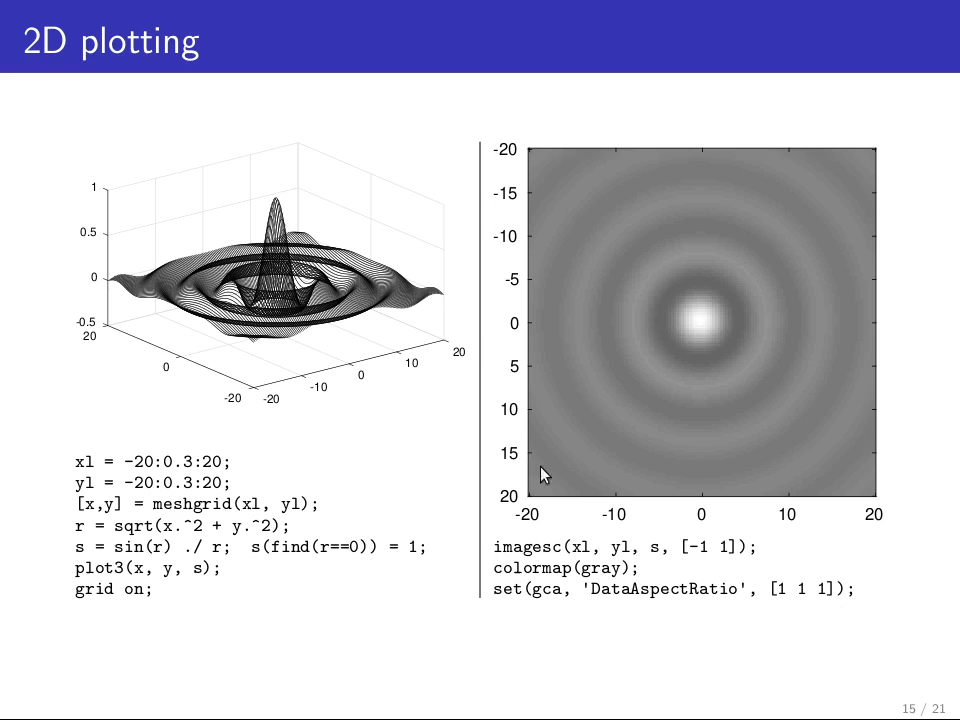 2D plotting
1
0.5
0
-0.5
20
0
-20
-20
-10
0
10
20
xl = -20:0.3:20;
yl = -20:0.3:20;
[x,y] = meshgrid(xl, yl);
r = sqrt(x.^2 + y.^2);
s = sin(r) ./ r;  s(find(r==0)) = 1;
plot3(x, y, s);
grid on;
-20
-15
-10
-5
0
5
10
15
20
-20 -10 0 10 20
imagesc(xl, yl, s, [-1 1]);
colormap(gray);
set(gca, 'DataAspectRatio', [1 1 1]);
15 / 21